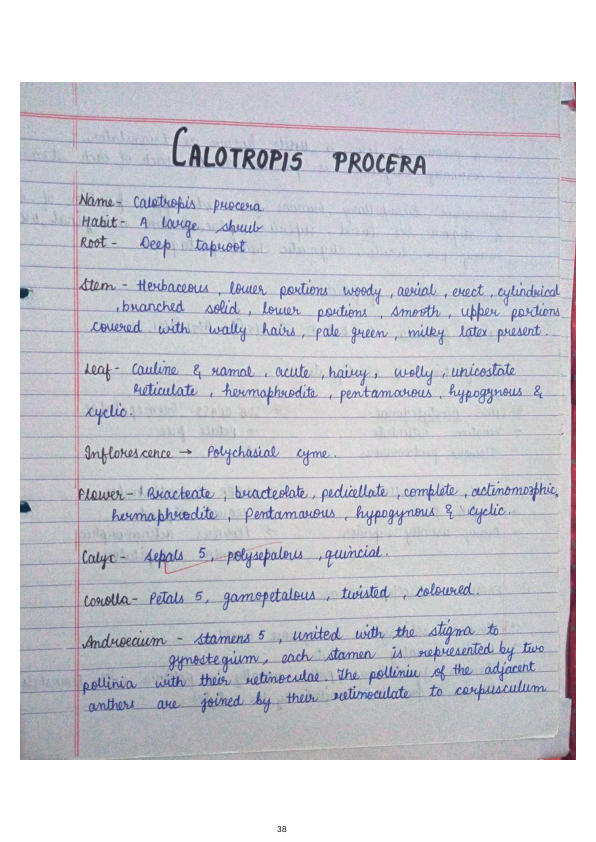 CALOTROPIS PROCERA
Name - Calotropis procera
Habit - A large shrub
Root - Deep taproot
Stem - Herbaceous, lower portions woody, aerial, erect, cylindrical
, branched solid, lower portions, smooth, upper portions
covered with wally hairs, pale green, milky latex present.
Leaf - Cauline & ramal, acute, hairy, wolly, unicostate
reticulate, hermaphrodite, pentamarous, hypogynous &
cyclic.
Inflorescence → Polychasial cyme.
Flower - Bracteate, bracteolate, pedicellate, complete, actinomorphic,
hermaphrodite, Pentamarous, hypogynous & cyclic.
Calyx - Sepals 5, polysepalous, quincial.
Corolla - Petals 5, gamopetalous, twisted, coloured.
Androecium - stamens 5, united with the stigma to
gynostegium, each stamen is represented by two
pollinia with their retinoculae. The polliniu of the adjacent
anthers are joined by their retinoculate to corpusculum
38